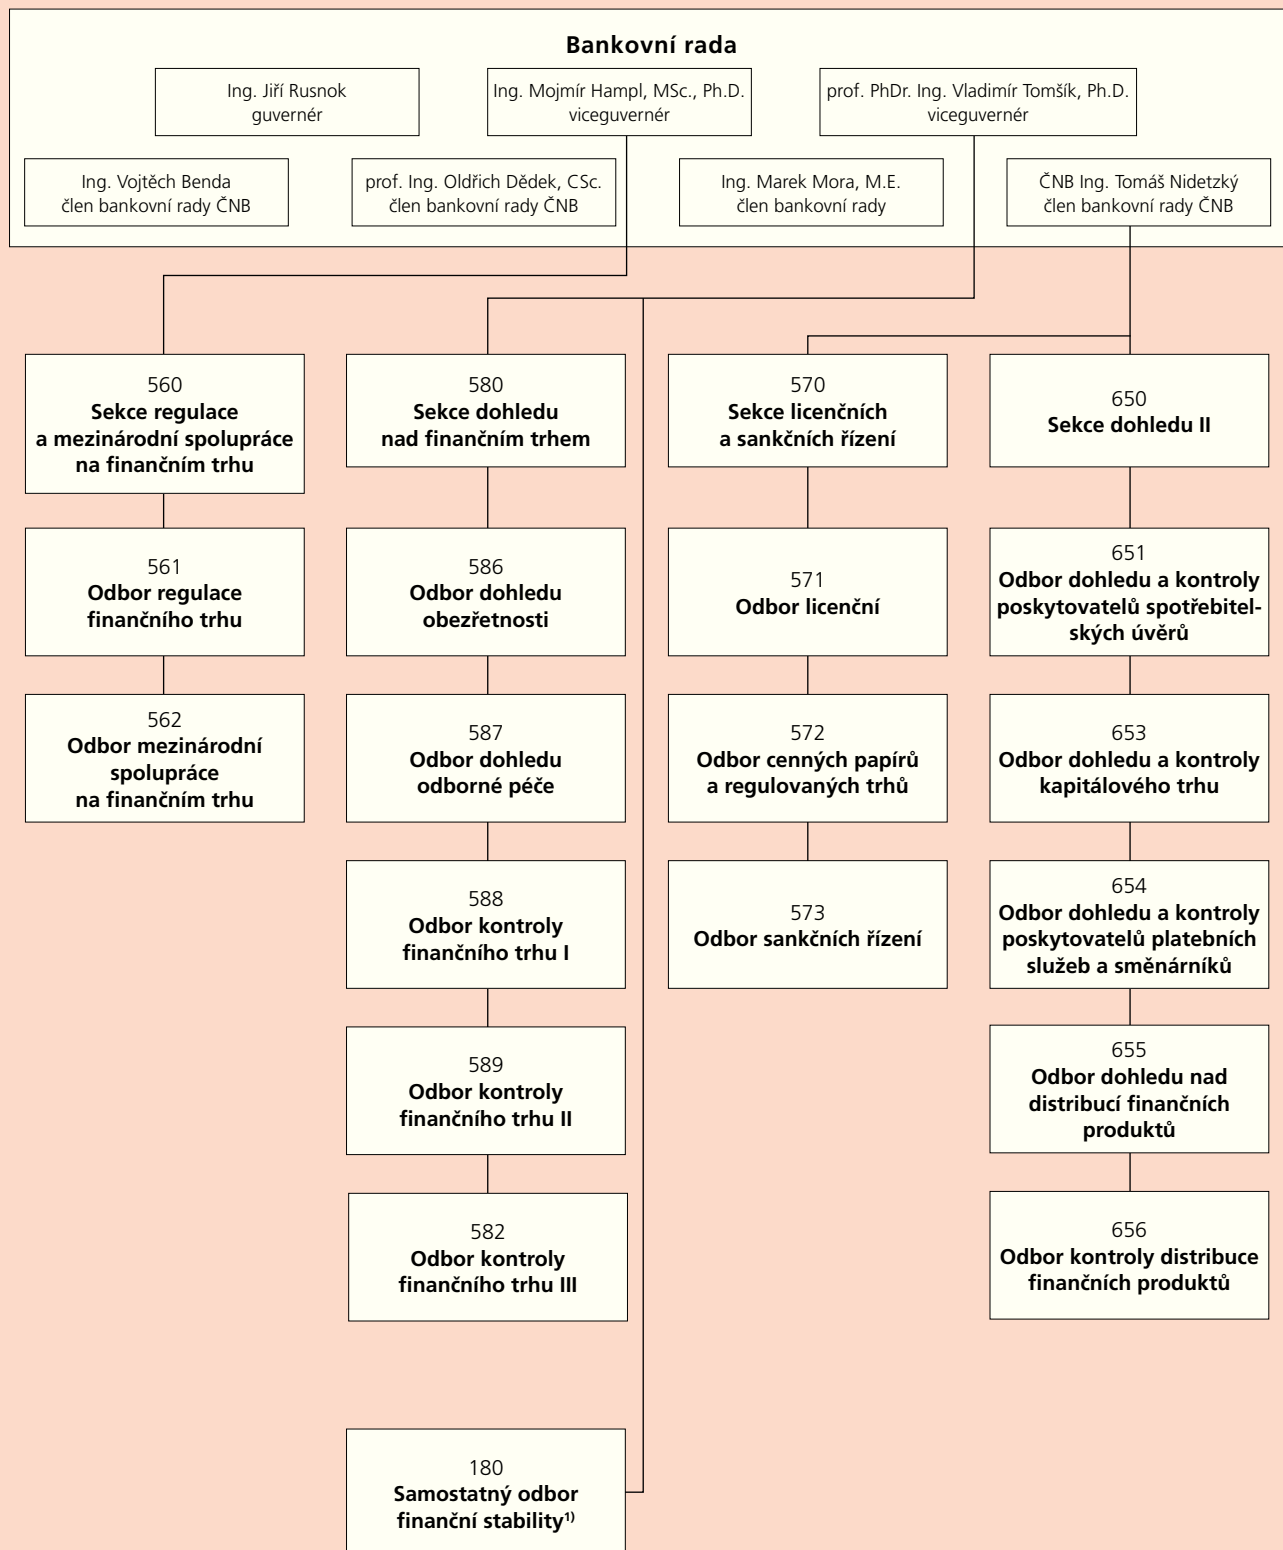 Bankovní rada
Ing. Jiří Rusnok
guvernér
Ing. Mojmír Hampl, MSc., Ph.D.
viceguvernér
prof. PhDr. Ing. Vladimír Tomšík, Ph.D.
viceguvernér
Ing. Vojtěch Benda
člen bankovní rady ČNB
prof. Ing. Oldřich Dědek, CSc.
člen bankovní rady ČNB
Ing. Marek Mora, M.E.
člen bankovní rady
ČNB Ing. Tomáš Nidetzký
člen bankovní rady ČNB
560
Sekce regulace
a mezinárodní spolupráce
na finančním trhu
561
Odbor regulace
finančního trhu
562
Odbor mezinárodní
spolupráce
na finančním trhu
580
Sekce dohledu
nad finančním trhem
586
Odbor dohledu
obezřetnosti
587
Odbor dohledu
odborné péče
588
Odbor kontroly
finančního trhu I
589
Odbor kontroly
finančního trhu II
582
Odbor kontroly
finančního trhu III
180
Samostatný odbor
finanční stability¹⁾
570
Sekce licenčních
a sankčních řízení
571
Odbor licenční
572
Odbor cenných papírů
a regulovaných trhů
573
Odbor sankčních řízení
650
Sekce dohledu II
651
Odbor dohledu a kontroly
poskytovatelů spotřebitel-
ských úvěrů
653
Odbor dohledu a kontroly
kapitálového trhu
654
Odbor dohledu a kontroly
poskytovatelů platebních
služeb a směnárníků
655
Odbor dohledu nad
distribucí finančních
produktů
656
Odbor kontroly distribuce
finančních produktů